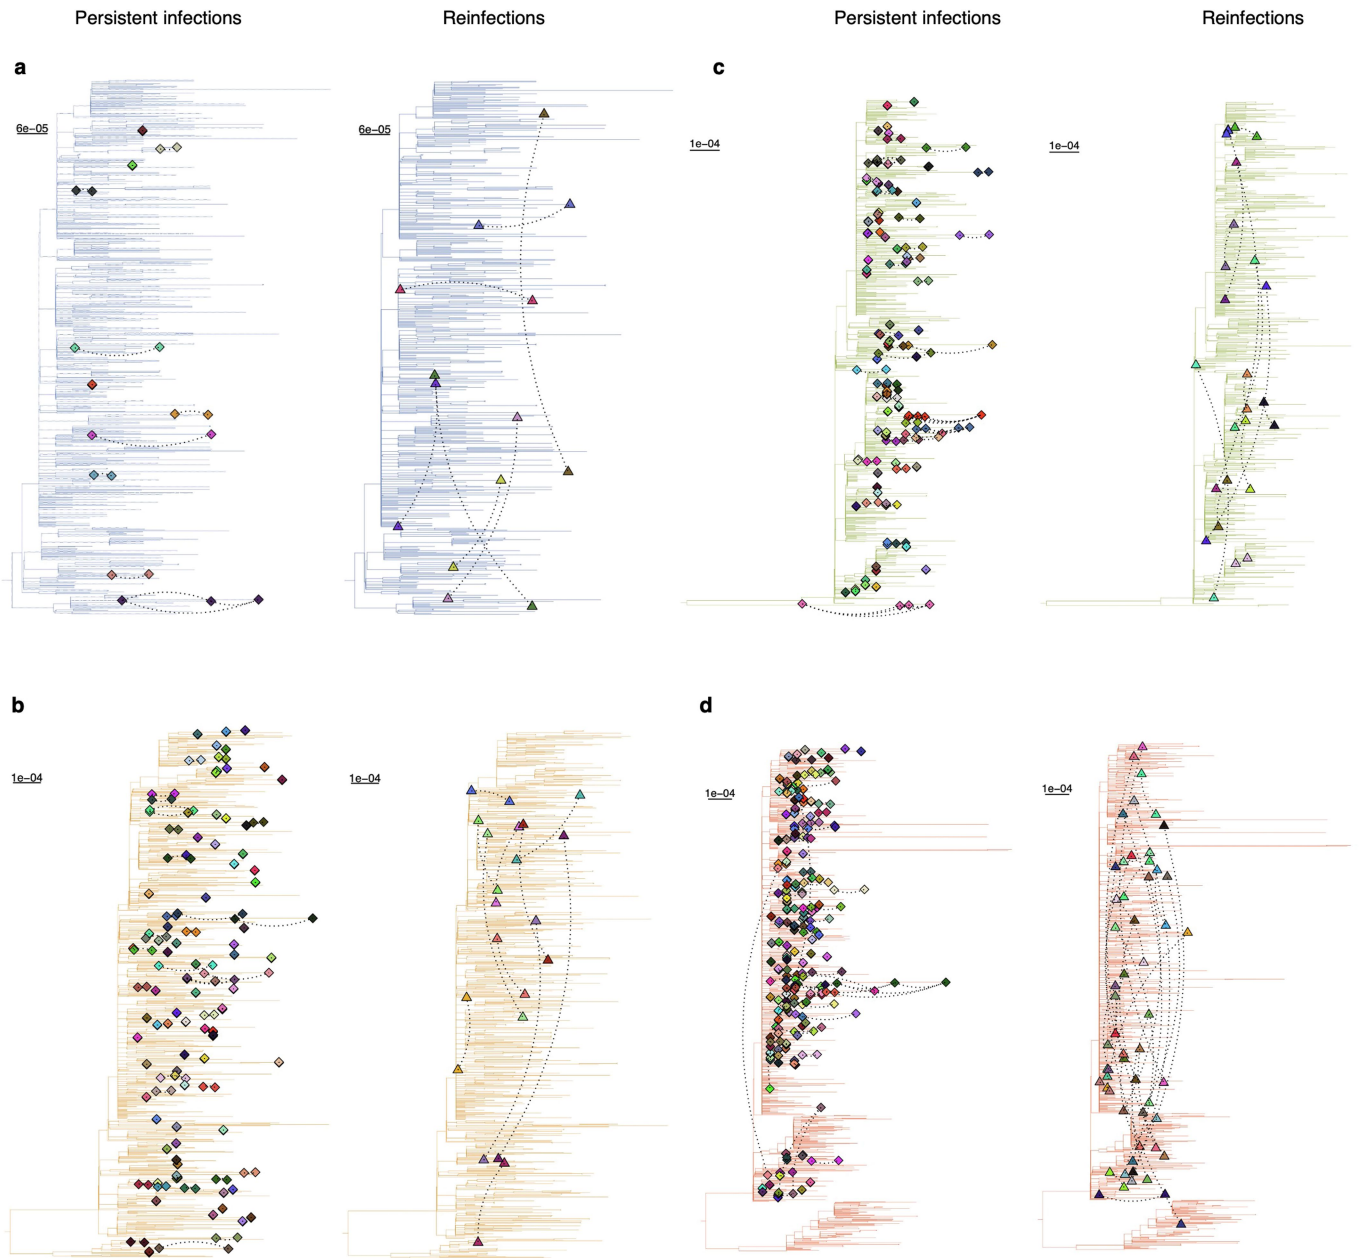 Persistent infections Reinfections Persistent infections Reinfections
a c
6e−05 6e−05 1e−04 1e−04
b d
1e−04 1e−04 1e−04 1e−04